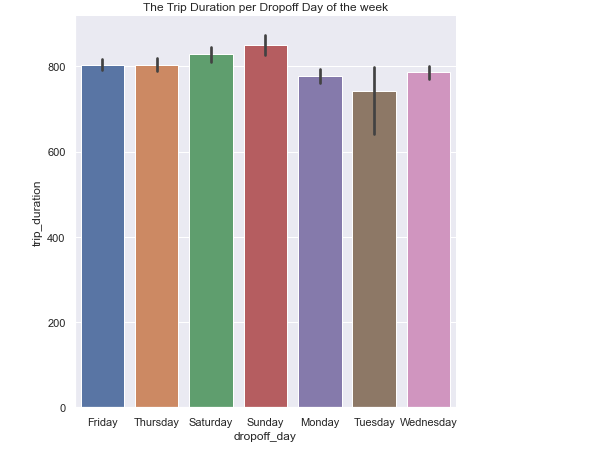 The Trip Duration per Dropoff Day of the week
trip_duration
800
600
400
200
0
Friday Thursday Saturday Sunday Monday Tuesday Wednesday
dropoff_day